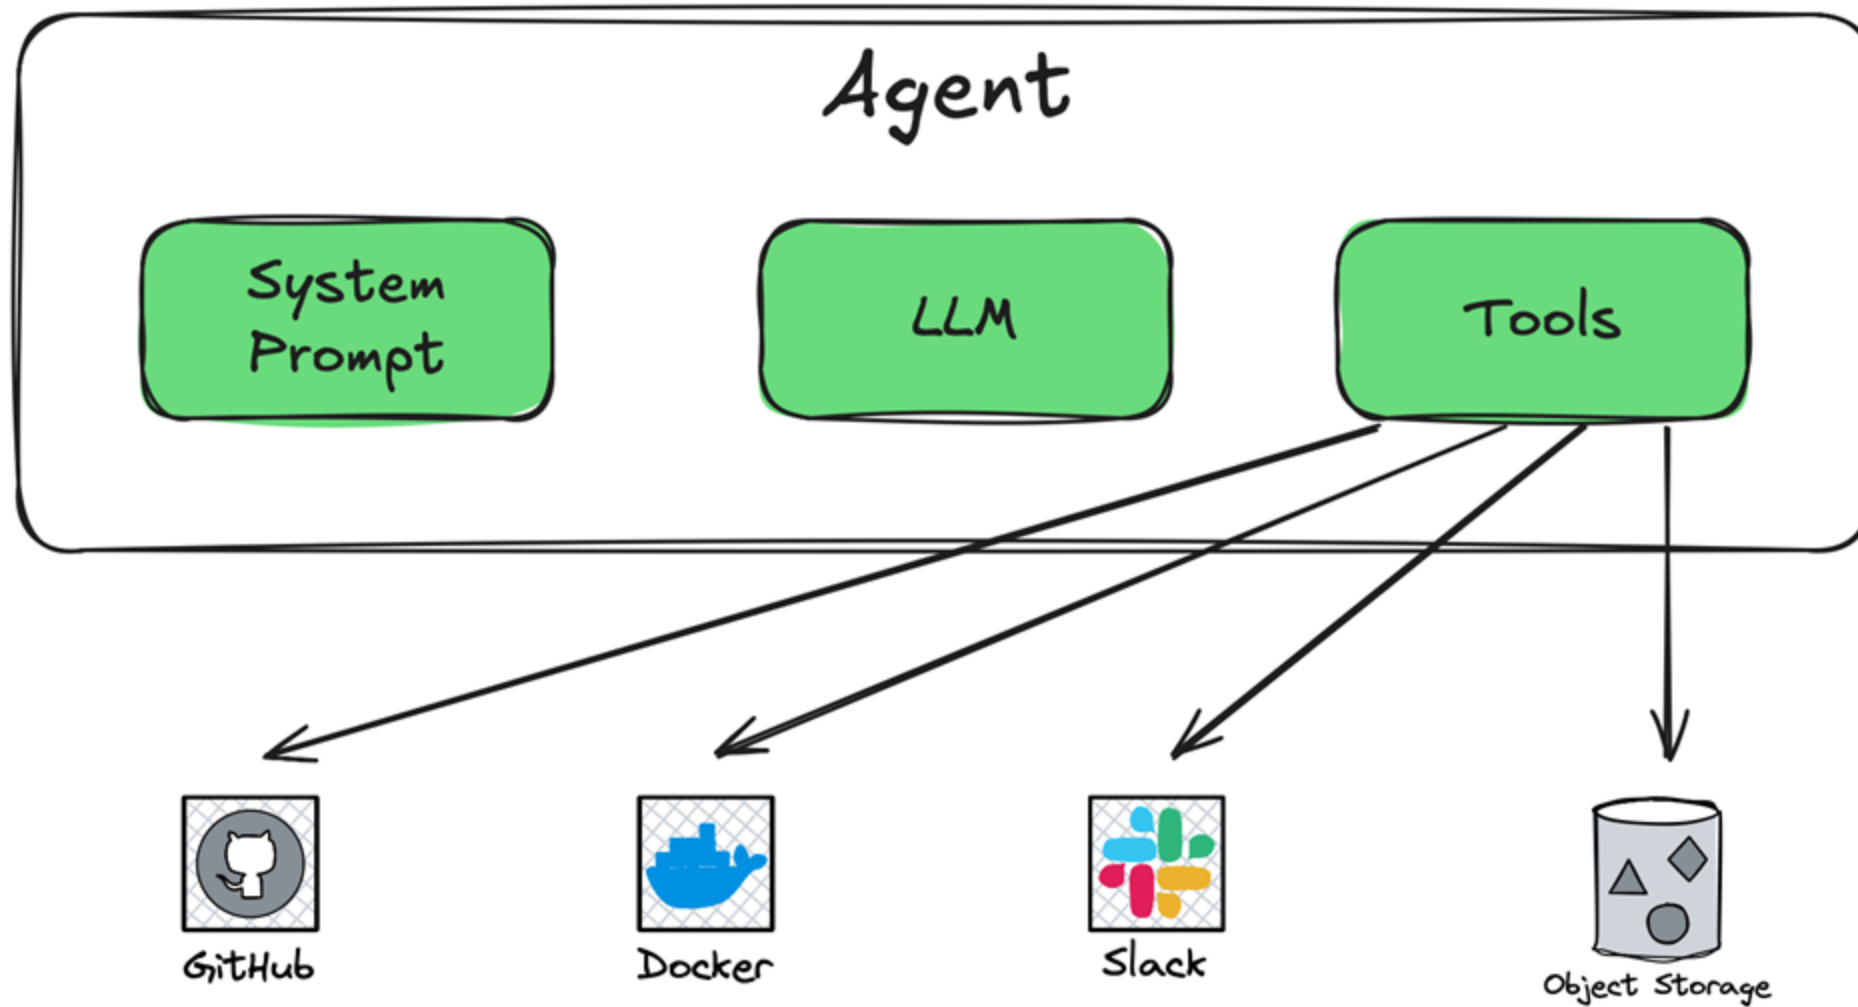 Agent
System
Prompt
LLM
Tools
GitHub
Docker
Slack
Object Storage